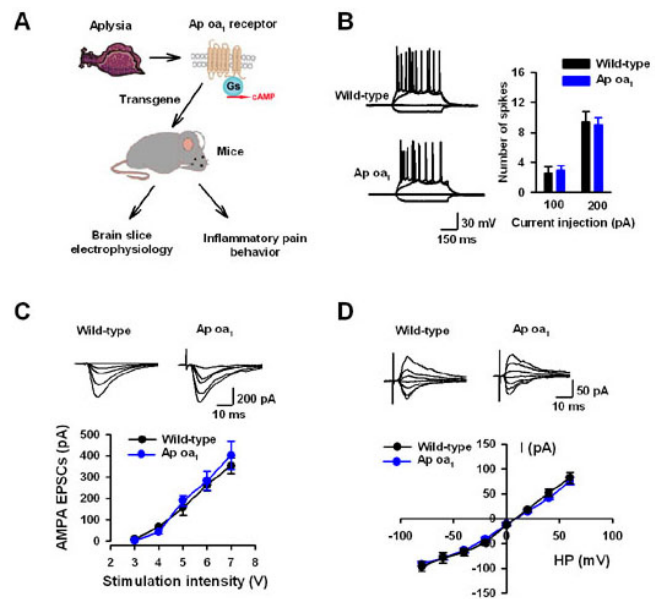 A
Aplysia
Ap oa1 receptor
Gs
cAMP
Transgene
Mice
Brain slice
electrophysiology
Inflammatory pain
behavior
B
Wild-type
Ap oa1
30 mV
150 ms
Wild-type
Ap oa1
Number of spikes
16
12
8
4
0
100
200
Current injection (pA)
C
Wild-type
Ap oa1
200 pA
10 ms
Wild-type
Ap oa1
AMPA EPSCs (pA)
500
400
300
200
100
0
2 3 4 5 6 7 8
Stimulation intensity (V)
D
Wild-type
Ap oa1
50 pA
10 ms
Wild-type
Ap oa1
I (pA)
150
100
50
-100 -50 0 50 100
-50
-100
-150
HP (mV)